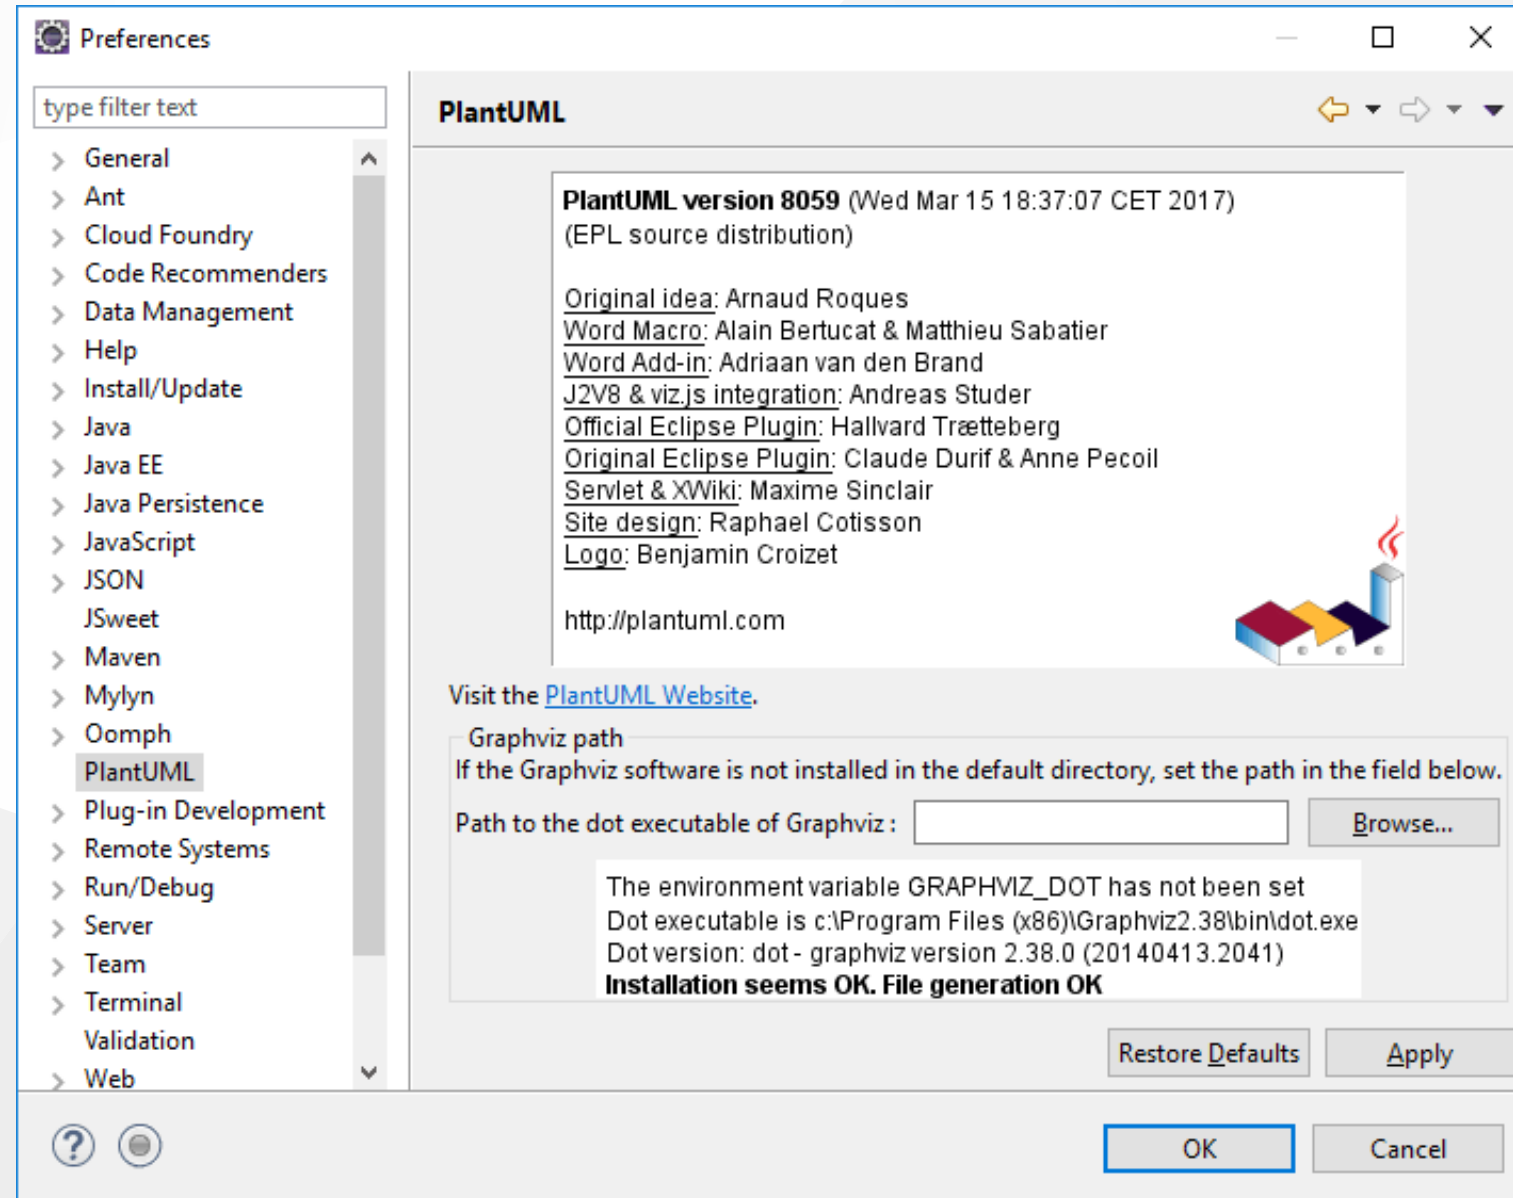 Preferences
type filter text
General
Ant
Cloud Foundry
Code Recommenders
Data Management
Help
Install/Update
Java
Java EE
Java Persistence
JavaScript
JSON
JSweet
Maven
Mylyn
Oomph
PlantUML
Plug-in Development
Remote Systems
Run/Debug
Server
Team
Terminal
Validation
Web
PlantUML
PlantUML version 8059 (Wed Mar 15 18:37:07 CET 2017)
(EPL source distribution)
Original idea: Arnaud Roques
Word Macro: Alain Bertucat & Matthieu Sabatier
Word Add-in: Adriaan van den Brand
J2V8 & viz.js integration: Andreas Studer
Official Eclipse Plugin: Hallvard Trætteberg
Original Eclipse Plugin: Claude Durif & Anne Pecoil
Servlet & XWiki: Maxime Sinclair
Site design: Raphael Cotisson
Logo: Benjamin Croizet
http://plantuml.com
Visit the PlantUML Website.
Graphviz path
If the Graphviz software is not installed in the default directory, set the path in the field below.
Path to the dot executable of Graphviz : Browse...
The environment variable GRAPHVIZ_DOT has not been set
Dot executable is c:\Program Files (x86)\Graphviz2.38\bin\dot.exe
Dot version: dot - graphviz version 2.38.0 (20140413.2041)
Installation seems OK. File generation OK
Restore Defaults Apply
? OK Cancel